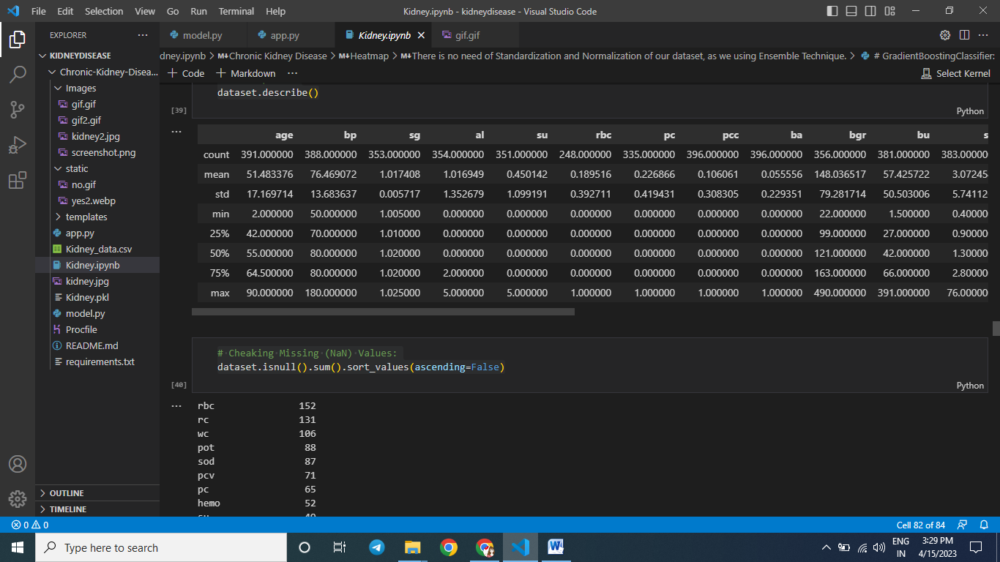 File Edit Selection View Go Run Terminal Help Kidney.ipynb - kidneydisease - Visual Studio Code
EXPLORER ...
model.py app.py Kidney.ipynb gif.gif
KIDNEYDISEASE
dney.ipynb > M↓Chronic Kidney Disease > M↓Heatmap > M↓There is no need of Standardization and Normalization of our dataset, as we using Ensemble Technique. > # GradientBoostingClassifier:
+ Code + Markdown ... Select Kernel
Chronic-Kidney-Disea...
Images
gif.gif
gif2.gif
kidney2.jpg
screenshot.png
static
no.gif
yes2.webp
templates
app.py
Kidney_data.csv
Kidney.ipynb
kidney.jpg
Kidney.pkl
model.py
Procfile
README.md
requirements.txt
OUTLINE
TIMELINE
dataset.describe()
[39] Python
... age bp sg al su rbc pc pcc ba bgr bu s
count 391.000000 388.000000 353.000000 354.000000 351.000000 248.000000 335.000000 396.000000 396.000000 356.000000 381.000000 383.00000
mean 51.483376 76.469072 1.017408 1.016949 0.450142 0.189516 0.226866 0.106061 0.055556 148.036517 57.425722 3.07245
std 17.169714 13.683637 0.005717 1.352679 1.099191 0.392711 0.419431 0.308305 0.229351 79.281714 50.503006 5.74112
min 2.000000 50.000000 1.005000 0.000000 0.000000 0.000000 0.000000 0.000000 0.000000 22.000000 1.500000 0.40000
25% 42.000000 70.000000 1.010000 0.000000 0.000000 0.000000 0.000000 0.000000 0.000000 99.000000 27.000000 0.90000
50% 55.000000 80.000000 1.020000 0.000000 0.000000 0.000000 0.000000 0.000000 0.000000 121.000000 42.000000 1.30000
75% 64.500000 80.000000 1.020000 2.000000 0.000000 0.000000 0.000000 0.000000 0.000000 163.000000 66.000000 2.80000
max 90.000000 180.000000 1.025000 5.000000 5.000000 1.000000 1.000000 1.000000 1.000000 490.000000 391.000000 76.00000
# Cheaking Missing (NaN) Values:
dataset.isnull().sum().sort_values(ascending=False)
[40] Python
... rbc 152
rc 131
wc 106
pot 88
sod 87
pcv 71
pc 65
hemo 52
0 0 Cell 82 of 84
Type here to search ENG 3:29 PM
IN 4/15/2023